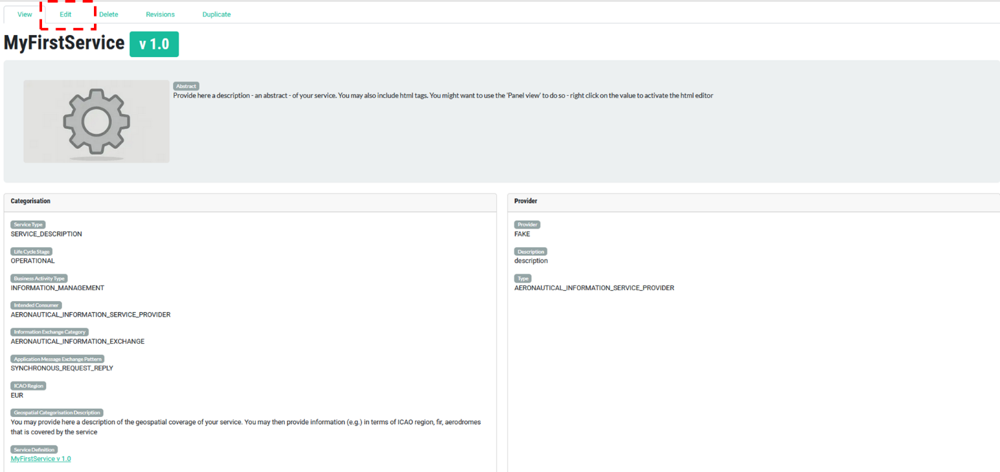 View Edit Delete Revisions Duplicate
MyFirstService v 1.0
Abstract
Provide here a description - an abstract - of your service. You may also include html tags. You might want to use the 'Panel view' to do so - right click on the value to activate the html editor
Categorisation
Service Type
SERVICE_DESCRIPTION
Life Cycle Stage
OPERATIONAL
Business Activity Type
INFORMATION_MANAGEMENT
Intended Consumer
AERONAUTICAL_INFORMATION_SERVICE_PROVIDER
Information Exchange Category
AERONAUTICAL_INFORMATION_EXCHANGE
Application Message Exchange Pattern
SYNCHRONOUS_REQUEST_REPLY
ICAO Region
EUR
Geospatial Categorisation Description
You may provide here a description of the geospatial coverage of your service. You may then provide information (e.g.) in terms of ICAO region, fir, aerodromes
that is covered by the service
Service Definition
MyFirstService v 1.0
Provider
Provider
FAKE
Description
description
Type
AERONAUTICAL_INFORMATION_SERVICE_PROVIDER